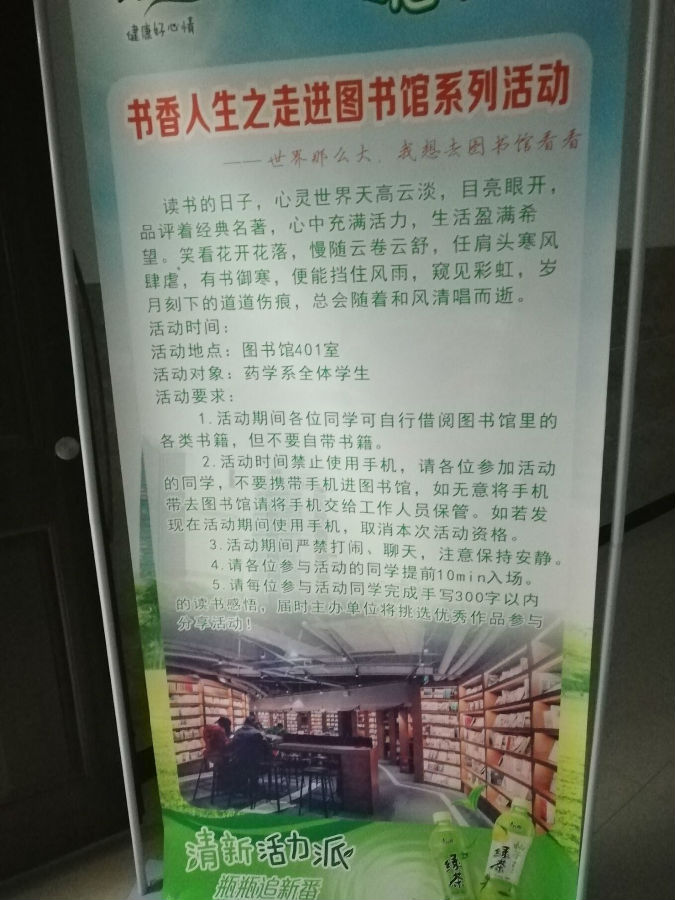 健康好心情
书香人生之走进图书馆系列活动
——世界那么大，我想去图书馆看看
读书的日子，心灵世界天高云淡，目亮眼开，
品评着经典名著，心中充满活力，生活盈满希
望。笑看花开花落，慢随云卷云舒，任肩头寒风
肆虐，有书御寒，便能挡住风雨，窥见彩虹，岁
月刻下的道道伤痕，总会随着和风清唱而逝。
活动时间：
活动地点：图书馆401室
活动对象：药学系全体学生
活动要求：
1.活动期间各位同学可自行借阅图书馆里的
各类书籍，但不要自带书籍。
2.活动时间禁止使用手机，请各位参加活动
的同学，不要携带手机进图书馆，如无意将手机
带去图书馆请将手机交给工作人员保管。如若发
现在活动期间使用手机，取消本次活动资格。
3.活动期间严禁打闹、聊天，注意保持安静。
4.请各位参与活动的同学提前10min入场。
5.请每位参与活动同学完成手写300字以内
的读书感悟，届时主办单位将挑选优秀作品参与
分享活动！
清新活力派
瓶瓶追新番
绿茶
绿茶